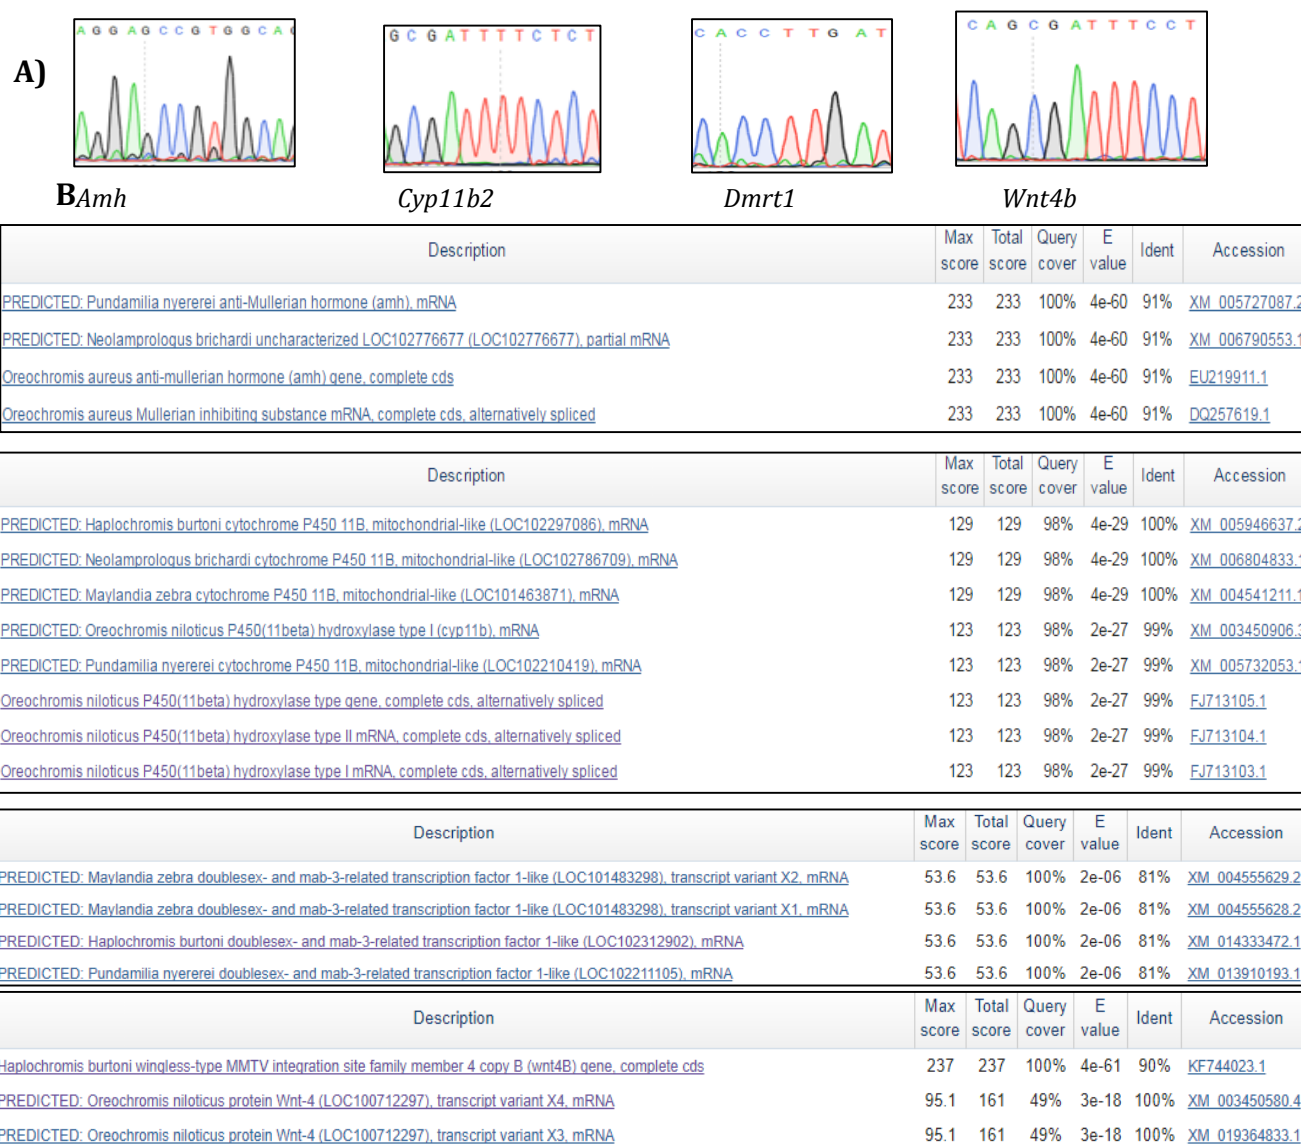 A)
A G G A G C C G T G G C A
G C G A T T T T C T C T
C A C C T T G A T
C A G C G A T T T C C T
B Amh Cyp11b2 Dmrt1 Wnt4b
Description Max score Total score Query cover E value Ident Accession
PREDICTED: Pundamilia nyererei anti-Mullerian hormone (amh), mRNA 233 233 100% 4e-60 91% XM_005727087.2
PREDICTED: Neolamprologus brichardi uncharacterized LOC102776677 (LOC102776677), partial mRNA 233 233 100% 4e-60 91% XM_006790553.1
Oreochromis aureus anti-mullerian hormone (amh) gene, complete cds 233 233 100% 4e-60 91% EU219911.1
Oreochromis aureus Mullerian inhibiting substance mRNA, complete cds, alternatively spliced 233 233 100% 4e-60 91% DQ257619.1
Description Max score Total score Query cover E value Ident Accession
PREDICTED: Haplochromis burtoni cytochrome P450 11B, mitochondrial-like (LOC102297086), mRNA 129 129 98% 4e-29 100% XM_005946637.2
PREDICTED: Neolamprologus brichardi cytochrome P450 11B, mitochondrial-like (LOC102786709), mRNA 129 129 98% 4e-29 100% XM_006804833.1
PREDICTED: Maylandia zebra cytochrome P450 11B, mitochondrial-like (LOC101463871), mRNA 129 129 98% 4e-29 100% XM_004541211.1
PREDICTED: Oreochromis niloticus P450(11beta) hydroxylase type I (cyp11b), mRNA 123 123 98% 2e-27 99% XM_003450906.3
PREDICTED: Pundamilia nyererei cytochrome P450 11B, mitochondrial-like (LOC102210419), mRNA 123 123 98% 2e-27 99% XM_005732053.1
Oreochromis niloticus P450(11beta) hydroxylase type gene, complete cds, alternatively spliced 123 123 98% 2e-27 99% FJ713105.1
Oreochromis niloticus P450(11beta) hydroxylase type II mRNA, complete cds, alternatively spliced 123 123 98% 2e-27 99% FJ713104.1
Oreochromis niloticus P450(11beta) hydroxylase type I mRNA, complete cds, alternatively spliced 123 123 98% 2e-27 99% FJ713103.1
Description Max score Total score Query cover E value Ident Accession
PREDICTED: Maylandia zebra doublesex- and mab-3-related transcription factor 1-like (LOC101483298), transcript variant X2, mRNA 53.6 53.6 100% 2e-06 81% XM_004555629.2
PREDICTED: Maylandia zebra doublesex- and mab-3-related transcription factor 1-like (LOC101483298), transcript variant X1, mRNA 53.6 53.6 100% 2e-06 81% XM_004555628.2
PREDICTED: Haplochromis burtoni doublesex- and mab-3-related transcription factor 1-like (LOC102312902), mRNA 53.6 53.6 100% 2e-06 81% XM_014333472.1
PREDICTED: Pundamilia nyererei doublesex- and mab-3-related transcription factor 1-like (LOC102211105), mRNA 53.6 53.6 100% 2e-06 81% XM_013910193.1
Description Max score Total score Query cover E value Ident Accession
Haplochromis burtoni wingless-type MMTV integration site family member 4 copy B (wnt4B) gene, complete cds 237 237 100% 4e-61 90% KF744023.1
PREDICTED: Oreochromis niloticus protein Wnt-4 (LOC100712297), transcript variant X4, mRNA 95.1 161 49% 3e-18 100% XM_003450580.4
PREDICTED: Oreochromis niloticus protein Wnt-4 (LOC100712297), transcript variant X3, mRNA 95.1 161 49% 3e-18 100% XM_019364833.1